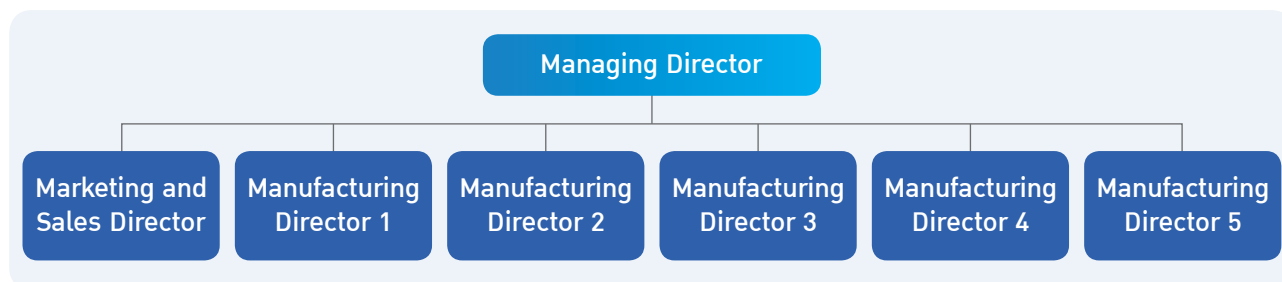 Managing Director
Marketing and
Sales Director
Manufacturing
Director 1
Manufacturing
Director 2
Manufacturing
Director 3
Manufacturing
Director 4
Manufacturing
Director 5